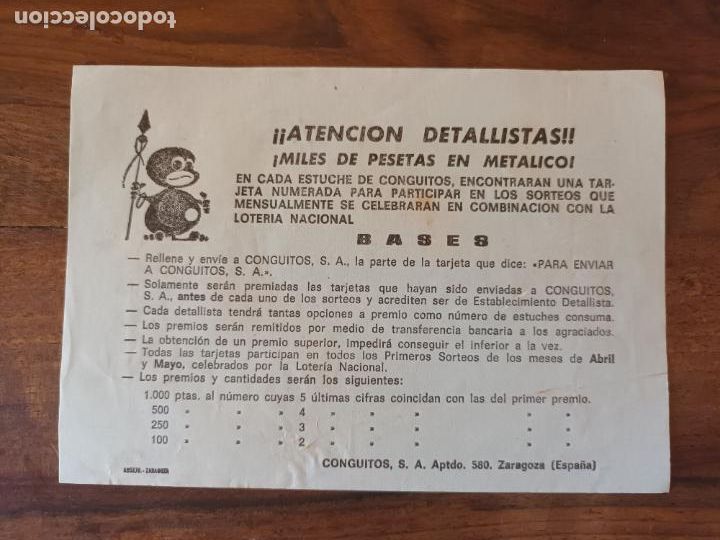 todocoleccion
¡¡ATENCION DETALLISTAS!!
¡MILES DE PESETAS EN METALICO!
EN CADA ESTUCHE DE CONGUITOS, ENCONTRARAN UNA TAR-
JETA NUMERADA PARA PARTICIPAR EN LOS SORTEOS QUE
MENSUALMENTE SE CELEBRARAN EN COMBINACION CON LA
LOTERIA NACIONAL
BASES
— Rellene y envíe a CONGUITOS, S. A., la parte de la tarjeta que dice: «PARA ENVIAR
A CONGUITOS, S. A.».
— Solamente serán premiadas las tarjetas que hayan sido enviadas a CONGUITOS,
S. A., antes de cada uno de los sorteos y acrediten ser de Establecimiento Detallista.
— Cada detallista tendrá tantas opciones a premio como número de estuches consuma.
— Los premios serán remitidos por medio de transferencia bancaria a los agraciados.
— La obtención de un premio superior, impedirá conseguir el inferior a la vez.
— Todas las tarjetas participan en todos los Primeros Sorteos de los meses de Abril
y Mayo, celebrados por la Lotería Nacional.
— Los premios y cantidades serán los siguientes:
1.000 ptas. al número cuyas 5 últimas cifras coincidan con las del primer premio.
500 » » » 4 » » » » »
250 » » » 3 » » » » »
100 » » » 2 » » » » »
CONGUITOS, S. A. Aptdo. 580. Zaragoza (España)